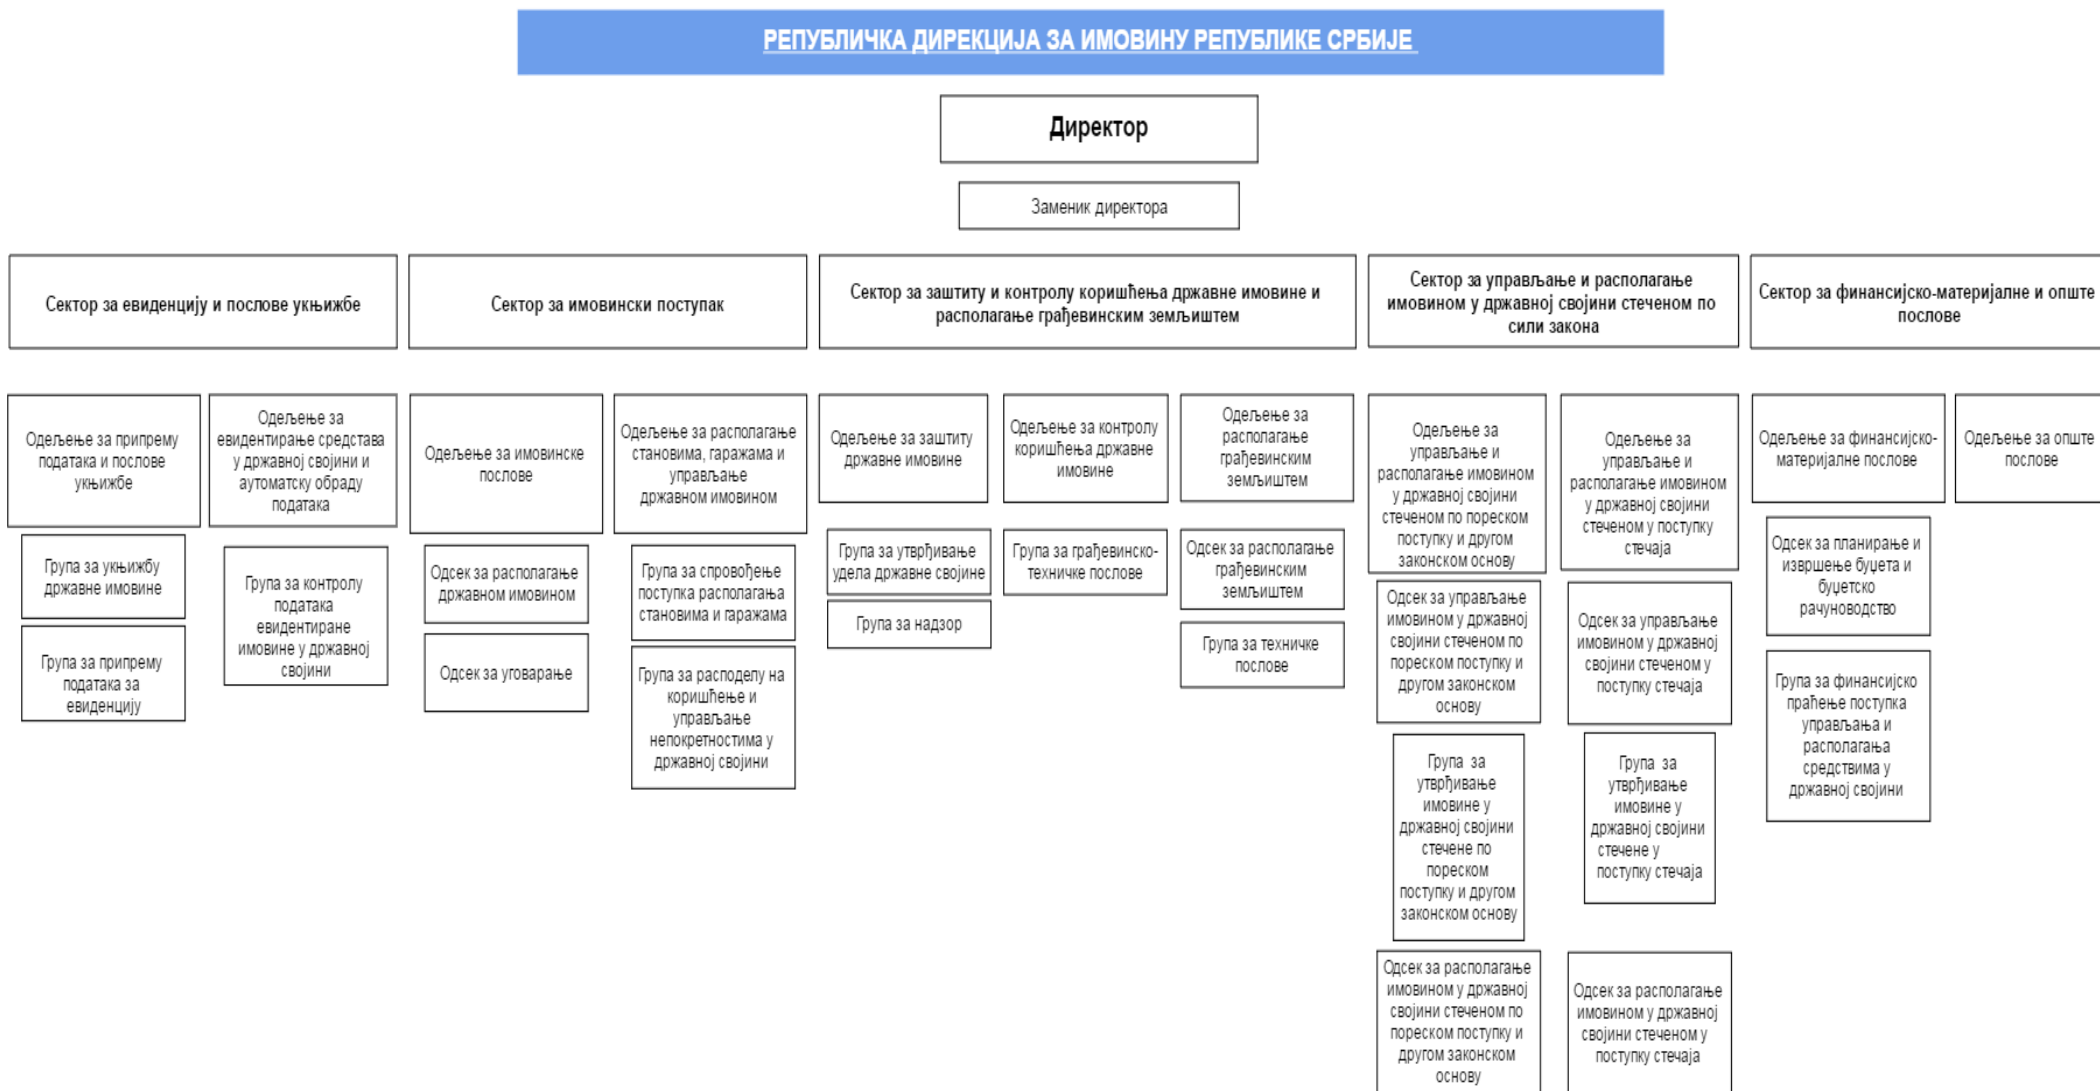 РЕПУБЛИЧКА ДИРЕКЦИЈА ЗА ИМОВИНУ РЕПУБЛИКЕ СРБИЈЕ
Директор
Заменик директора
Сектор за евиденцију и послове укњижбе
Сектор за имовински поступак
Сектор за заштиту и контролу коришћења државне имовине и
располагање грађевинским земљиштем
Сектор за управљање и располагање
имовином у државној својини стеченом по
сили закона
Сектор за финансијско-материјалне и опште
послове
Одељење за припрему
података и послове
укњижбе
Група за укњижбу
државне имовине
Група за припрему
података за
евиденцију
Одељење за
евидентирање средстава
у државној својини и
аутоматску обраду
података
Група за контролу
података
евидентиране
имовине у државној
својини
Одељење за имовинске
послове
Одсек за располагање
државном имовином
Одсек за уговарање
Одељење за располагање
становима, гаражама и
управљање
државном имовином
Група за спровођење
поступка располагања
становима и гаражама
Група за расподелу на
коришћење и
управљање
непокретностима у
државној својини
Одељење за заштиту
државне имовине
Група за утврђивање
удела државне својине
Група за надзор
Одељење за контролу
коришћења државне
имовине
Група за грађевинско-
техничке послове
Одељење за
располагање
грађевинским
земљиштем
Одсек за располагање
грађевинским
земљиштем
Група за техничке
послове
Одељење за
управљање и
располагање имовином
у државној својини
стеченом по пореском
поступку и другом
законском основу
Одсек за управљање
имовином у државној
својини стеченом по
пореском поступку и
другом законском
основу
Група за
утврђивање
имовине у
државној својини
стечене по
пореском
поступку и другом
законском основу
Одсек за располагање
имовином у државној
својини стеченом по
пореском поступку и
другом законском
основу
Одељење за
управљање и
располагање имовином
у државној својини
стеченом у поступку
стечаја
Одсек за управљање
имовином у државној
својини стеченом у
поступку стечаја
Група за
утврђивање
имовине у
државној својини
стечене у
поступку стечаја
Одсек за располагање
имовином у државној
својини стеченом у
поступку стечаја
Одељење за финансијско-
материјалне послове
Одсек за планирање и
извршење буџета и
буџетско
рачуноводство
Група за финансијско
праћење поступка
управљања и
располагања
средствима у
државној својини
Одељење за опште
послове